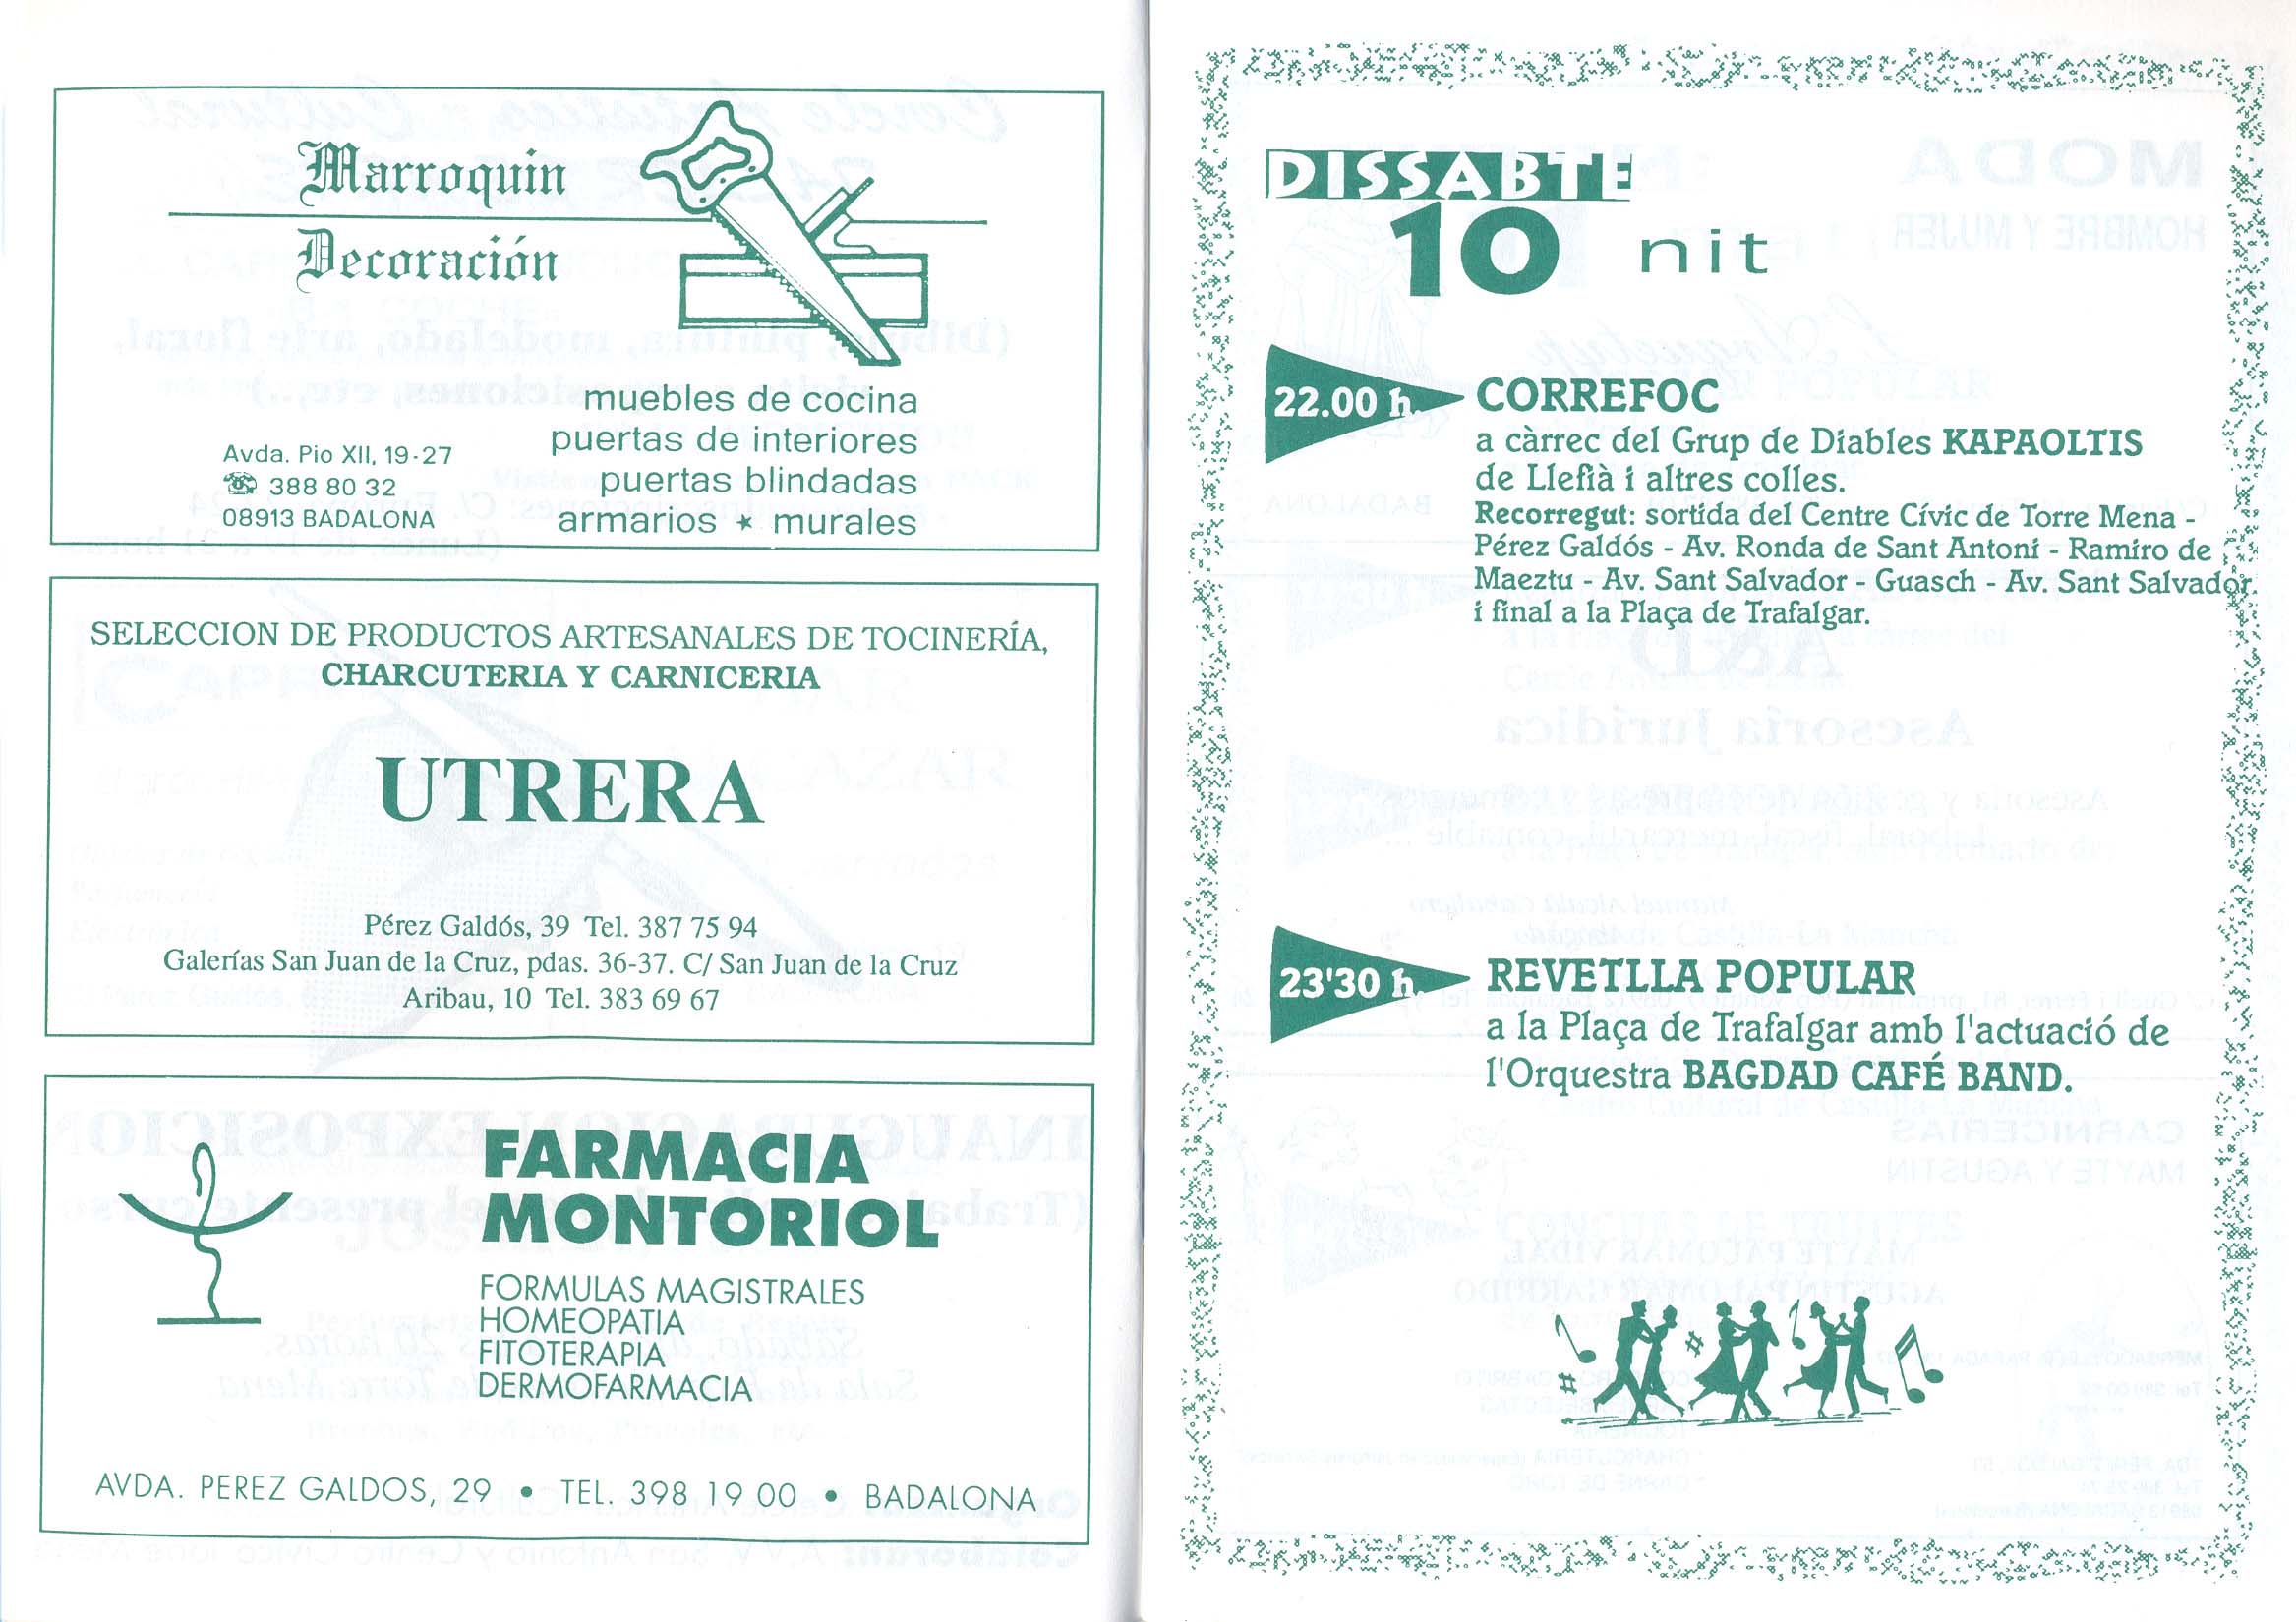 Marroquin
Decoración
muebles de cocina
puertas de interiores
puertas blindadas
armarios ★ murales
Avda. Pio XII, 19-27
☎ 388 80 32
08913 BADALONA
SELECCION DE PRODUCTOS ARTESANALES DE TOCINERÍA,
CHARCUTERIA Y CARNICERIA
UTRERA
Pérez Galdós, 39 Tel. 387 75 94
Galerías San Juan de la Cruz, pdas. 36-37. C/ San Juan de la Cruz
Aribau, 10 Tel. 383 69 67
FARMACIA
MONTORIOL
FORMULAS MAGISTRALES
HOMEOPATIA
FITOTERAPIA
DERMOFARMACIA
AVDA. PEREZ GALDOS, 29 • TEL. 398 19 00 • BADALONA
DISSABTE
10 nit
22.00 h. CORREFOC
a càrrec del Grup de Diables KAPAOLTIS
de Llefià i altres colles.
Recorregut: sortida del Centre Cívic de Torre Mena -
Pérez Galdós - Av. Ronda de Sant Antoni - Ramiro de
Maeztu - Av. Sant Salvador - Guasch - Av. Sant Salvador
i final a la Plaça de Trafalgar.
23'30 h. REVETLLA POPULAR
a la Plaça de Trafalgar amb l'actuació de
l'Orquestra BAGDAD CAFÉ BAND.